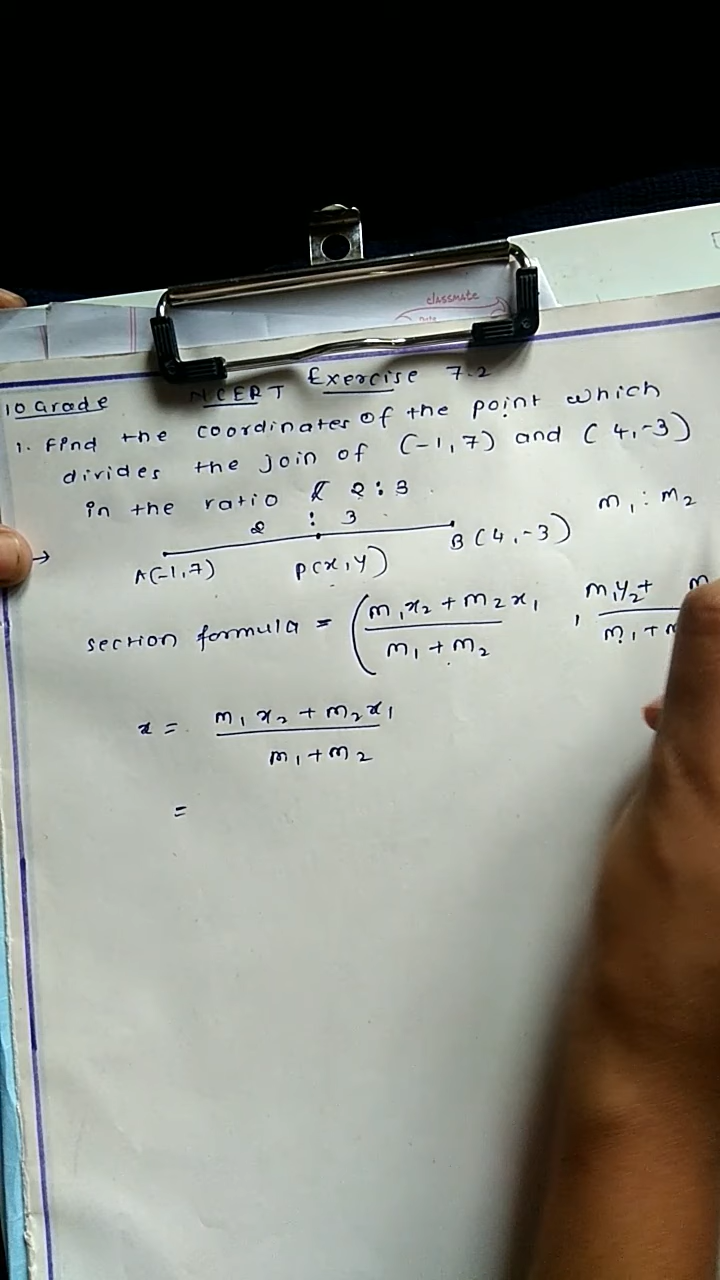 classmate
10 Grade NCERT Exercise 7.2
1. Find the coordinates of the point which
divides the join of (-1,7) and (4,-3)
in the ratio 2:3.
2 : 3 m₁ : m₂
→ A(-1,7) P(x,y) B(4,-3)
section formula = (m₁x₂ + m₂x₁ / m₁ + m₂ , m₁y₂ +
x = m₁x₂ + m₂x₁ / m₁ + m₂
=